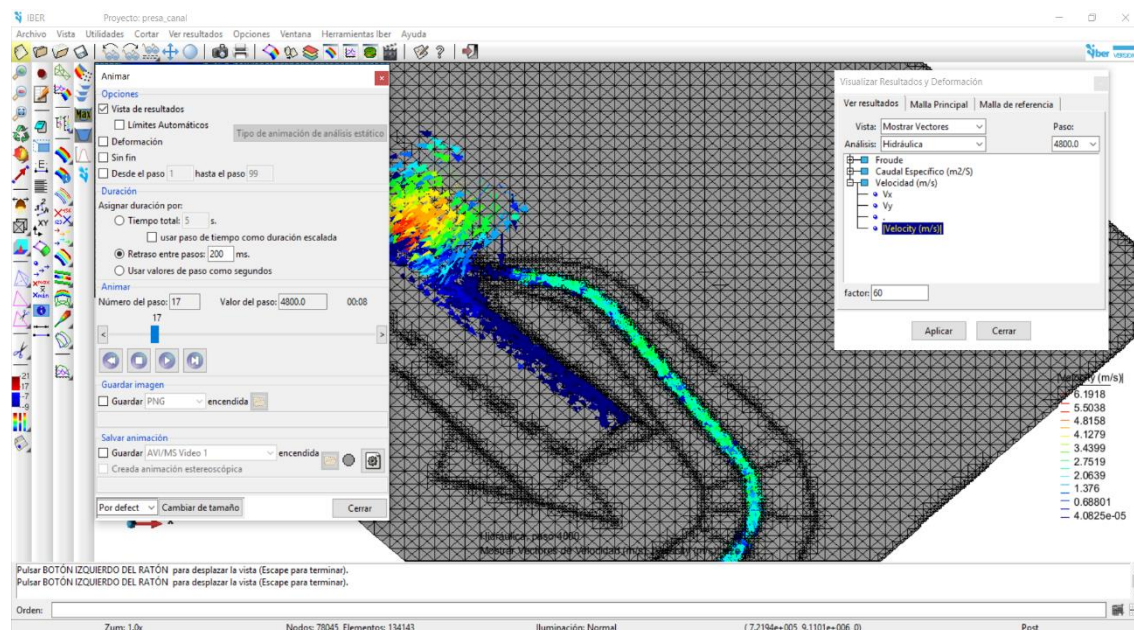 IBER Proyecto: presa_canal
Archivo Vista Utilidades Cortar Ver resultados Opciones Ventana Herramientas Iber Ayuda
iber
Animar
Opciones
Vista de resultados
Límites Automáticos
Tipo de animación de análisis estático
Deformación
Sin fin
Desde el paso 1 hasta el paso 99
Duración
Asignar duración por:
Tiempo total: 5 s.
usar paso de tiempo como duración escalada
Retraso entre pasos: 200 ms.
Usar valores de paso como segundos
Animar
Número del paso: 17 Valor del paso: 4800.0 00:08
17
Guardar imagen
Guardar PNG encendida
Salvar animación
Guardar AVI/MS Video 1 encendida
Creada animación estereoscópica
Por defect Cambiar de tamaño Cerrar
Visualizar Resultados y Deformación
Ver resultados Malla Principal Malla de referencia
Vista: Mostrar Vectores Paso:
Análisis: Hidráulica 4800.0
Froude
Caudal Específico (m2/S)
Velocidad (m/s)
Vx
Vy
.
|Velocity (m/s)|
factor: 60
Aplicar Cerrar
(m/s)|
6.1918
5.5038
4.8158
4.1279
3.4399
2.7519
2.0639
1.376
0.68801
4.0825e-05
Max
x
Mostrar Vectores de Velocidad (m/s)
Pulsar BOTÓN IZQUIERDO DEL RATÓN para desplazar la vista (Escape para terminar).
Pulsar BOTÓN IZQUIERDO DEL RATÓN para desplazar la vista (Escape para terminar).
Orden:
Zum: 1.0x Nodos: 78045, Elementos: 134143 Iluminación: Normal ( 7.2194e+005, 9.1101e+006, 0) Post